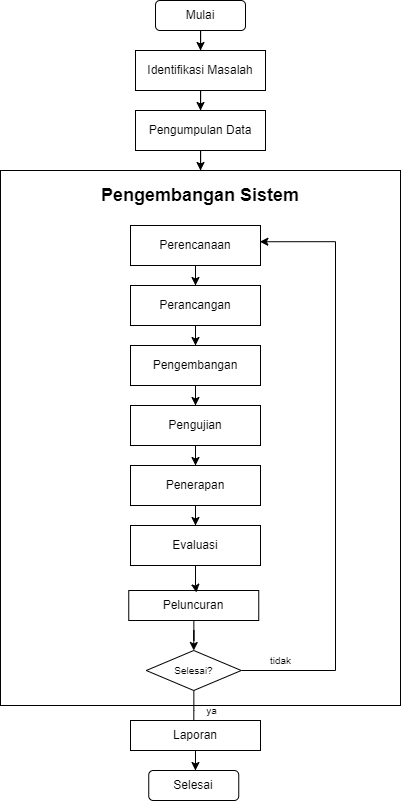 Mulai
Identifikasi Masalah
Pengumpulan Data
Pengembangan Sistem
Perencanaan
Perancangan
Pengembangan
Pengujian
Penerapan
Evaluasi
Peluncuran
Selesai?
tidak
ya
Laporan
Selesai